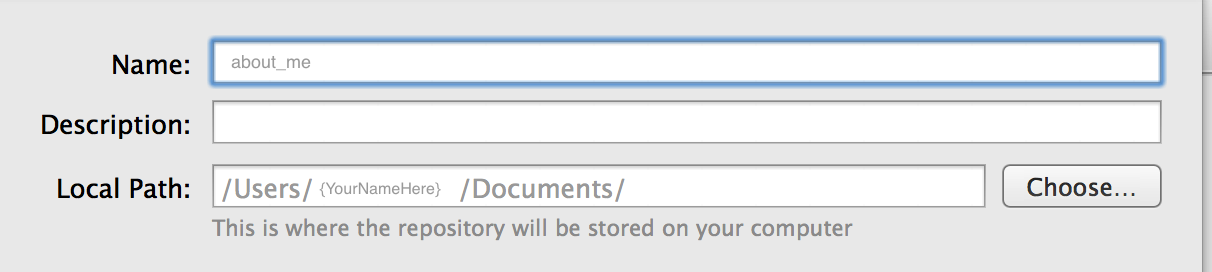 Name: about_me
Description:
Local Path: /Users/ {YourNameHere} /Documents/ Choose...
This is where the repository will be stored on your computer